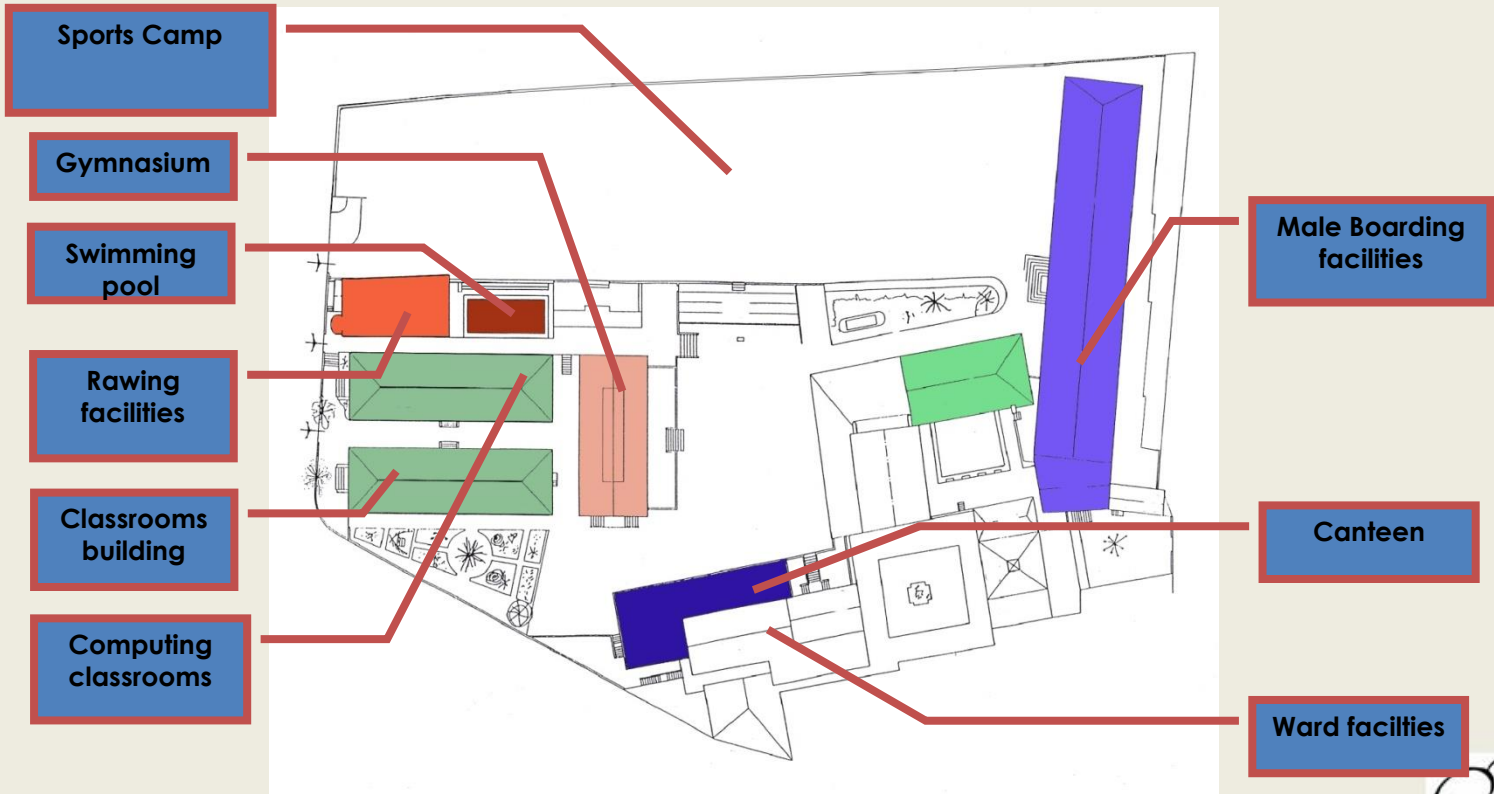 Sports Camp
Gymnasium
Swimming
pool
Rawing
facilities
Classrooms
building
Computing
classrooms
Male Boarding
facilities
Canteen
Ward facilties